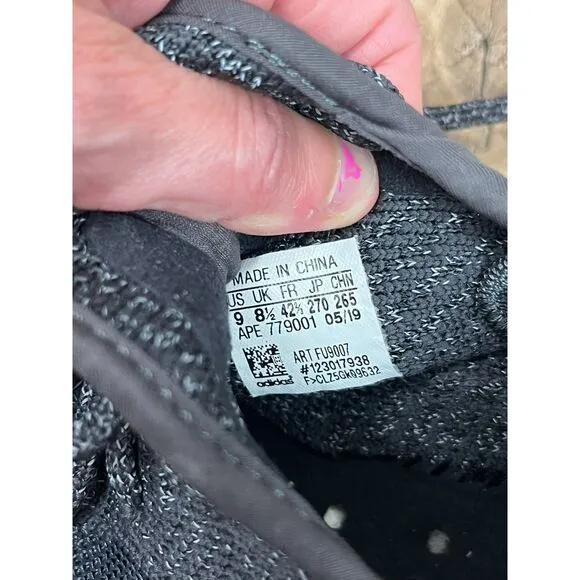 MADE IN CHINA
US UK FR JP CHN
9 8½ 42⅔ 270 265
APE 779001 05/19
ART FU9007
#123017938
F>CLZSGK09632
adidas